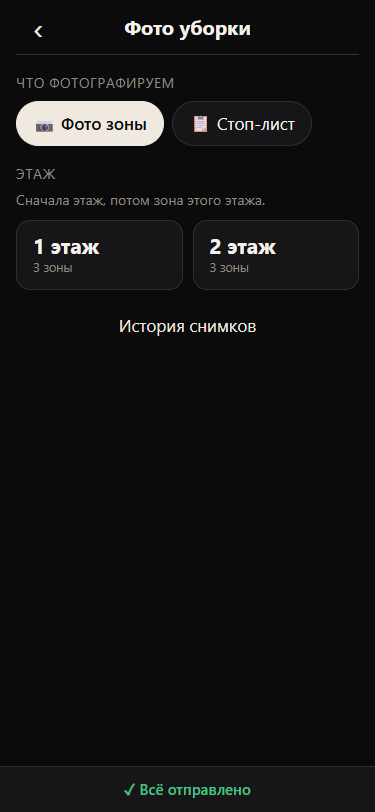 Фото уборки
ЧТО ФОТОГРАФИРУЕМ
Фото зоны
Стоп-лист
ЭТАЖ
Сначала этаж, потом зона этого этажа.
1 этаж
3 зоны
2 этаж
3 зоны
История снимков
✓ Всё отправлено